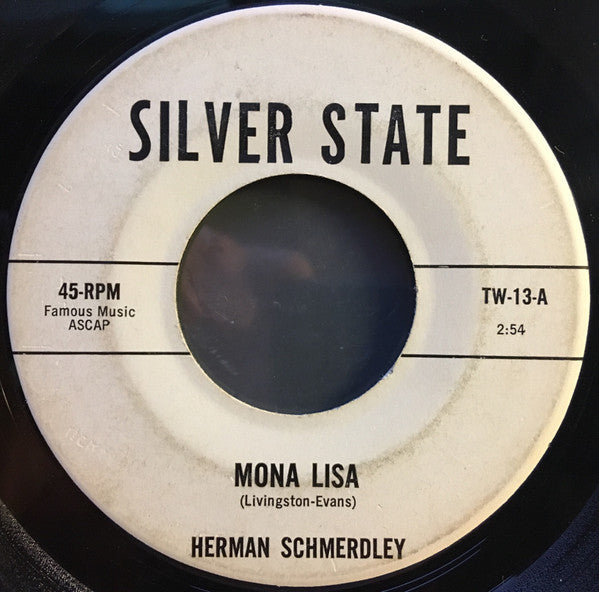 SILVER STATE
45-RPM
Famous Music
ASCAP
TW-13-A
2:54
MONA LISA
(Livingston-Evans)
HERMAN SCHMERDLEY